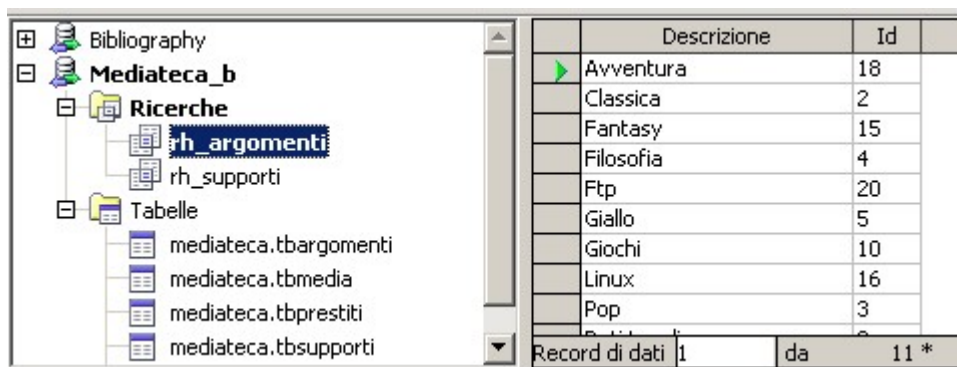 Bibliography
Mediateca_b
Ricerche
rh_argomenti
rh_supporti
Tabelle
mediateca.tbargomenti
mediateca.tbmedia
mediateca.tbprestiti
mediateca.tbsupporti
Descrizione Id
Avventura 18
Classica 2
Fantasy 15
Filosofia 4
Ftp 20
Giallo 5
Giochi 10
Linux 16
Pop 3
Record di dati 1 da 11 *